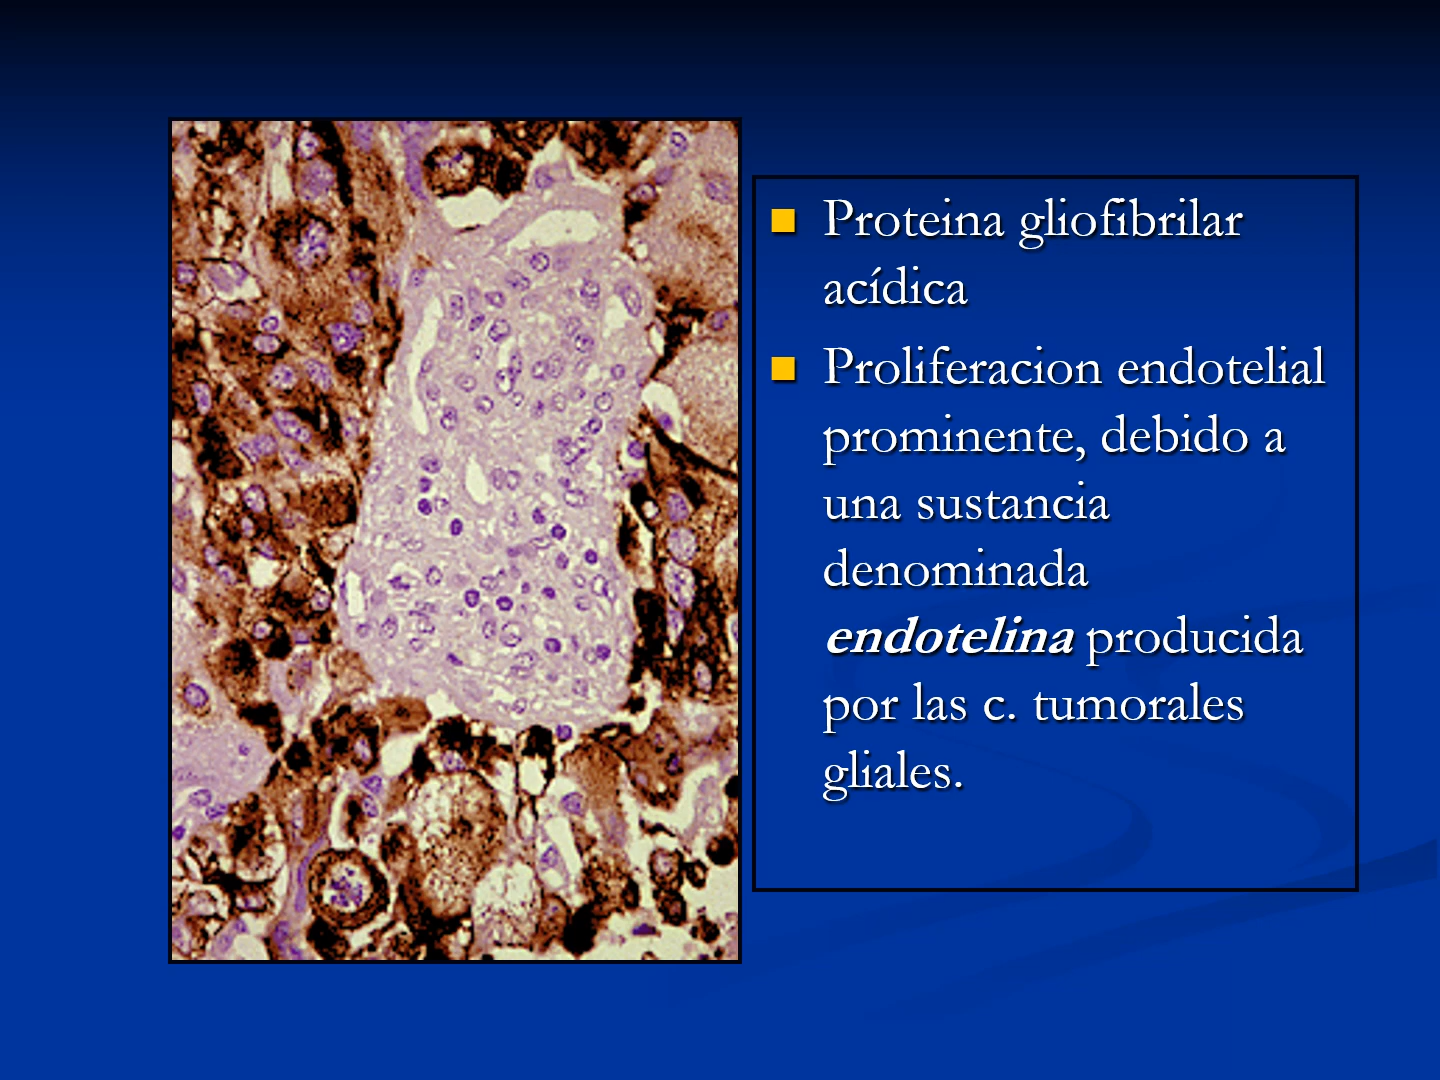 Proteina gliofibrilar
acídica
Proliferacion endotelial
prominente, debido a
una sustancia
denominada
endotelina producida
por las c. tumorales
gliales.